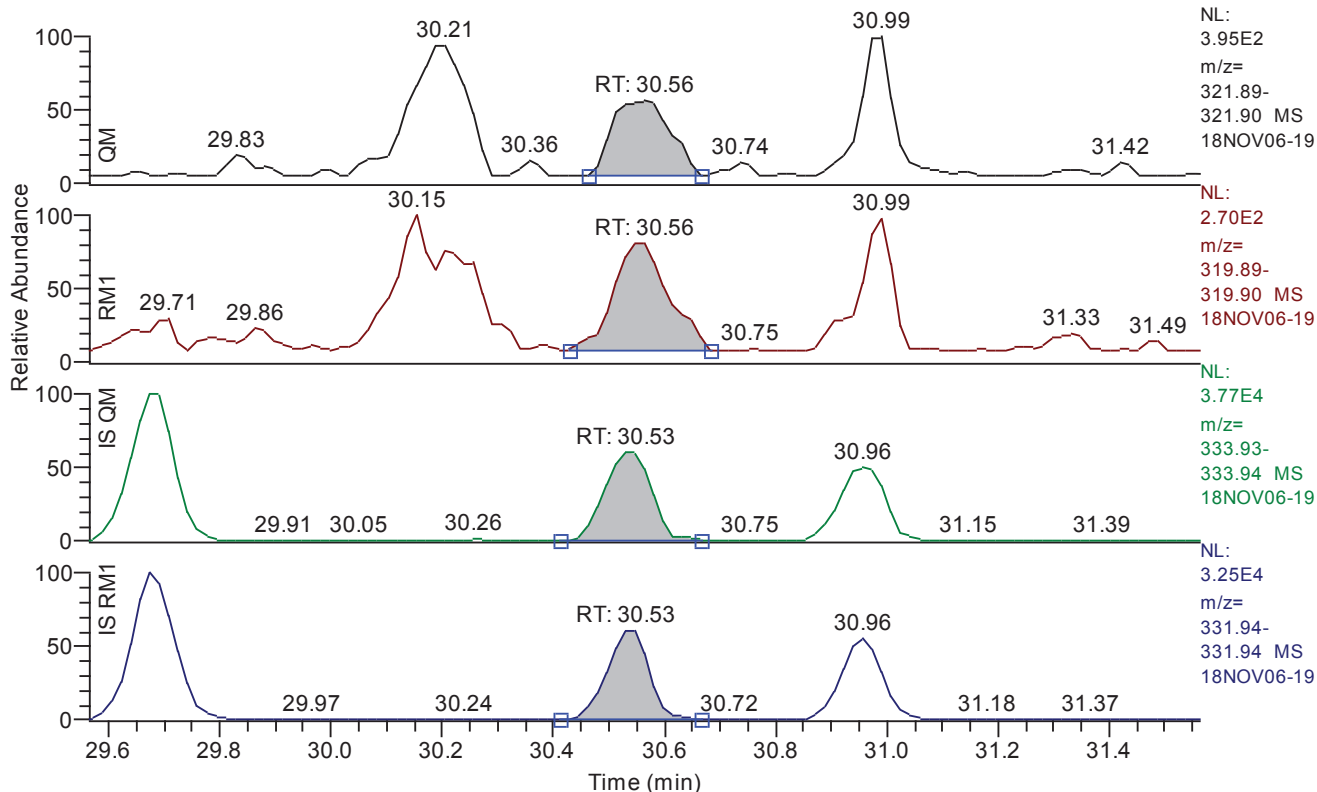 Relative Abundance
QM
100
50
0
29.83
30.21
30.36
RT: 30.56
30.74
30.99
31.42
NL:
3.95E2
m/z=
321.89-
321.90 MS
18NOV06-19
RM1
100
50
0
29.71
29.86
30.15
RT: 30.56
30.75
30.99
31.33
31.49
NL:
2.70E2
m/z=
319.89-
319.90 MS
18NOV06-19
IS QM
100
50
0
29.91
30.05
30.26
RT: 30.53
30.75
30.96
31.15
31.39
NL:
3.77E4
m/z=
333.93-
333.94 MS
18NOV06-19
IS RM1
100
50
0
29.97
30.24
RT: 30.53
30.72
30.96
31.18
31.37
NL:
3.25E4
m/z=
331.94-
331.94 MS
18NOV06-19
29.6 29.8 30.0 30.2 30.4 30.6 30.8 31.0 31.2 31.4
Time (min)